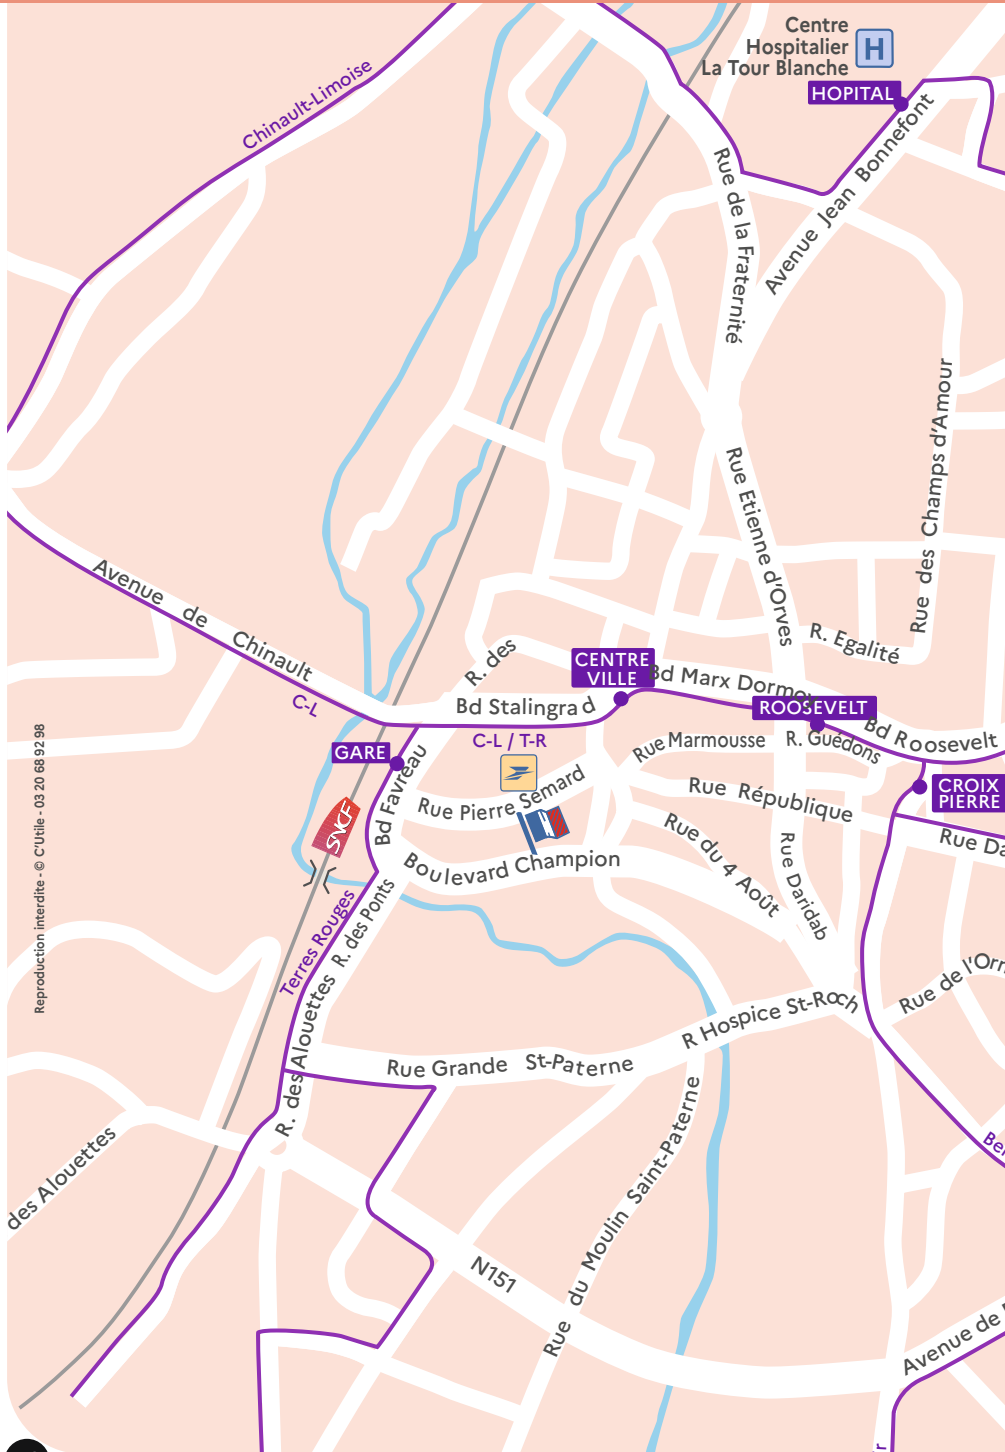 Centre
Hospitalier
La Tour Blanche
H
HOPITAL
Chinault-Limoise
Rue de la Fraternité
Avenue Jean Bonnefont
Rue des Champs d'Amour
Rue Etienne d'Orves
Avenue de Chinault
R. Egalité
R. des
CENTRE
VILLE
Bd Marx Dormoy
C-L
Bd Stalingrad
ROOSEVELT
Bd Roosevelt
C-L / T-R
GARE
Rue Marmousse
R. Guédons
Bd Favreau
CROIX
PIERRE
Rue Pierre Semard
Rue République
SNCF
Rue du 4 Août
Rue Da
Boulevard Champion
Rue Daridab
Terres Rouges
R. des Ponts
Reproduction interdite - © C'Utile - 03 20 68 92 98
Rue de l'Orm
R Hospice St-Roch
R. des Alouettes
Rue Grande St-Paterne
des Alouettes
Rue du Moulin Saint-Paterne
Ber
N151
Avenue de
r